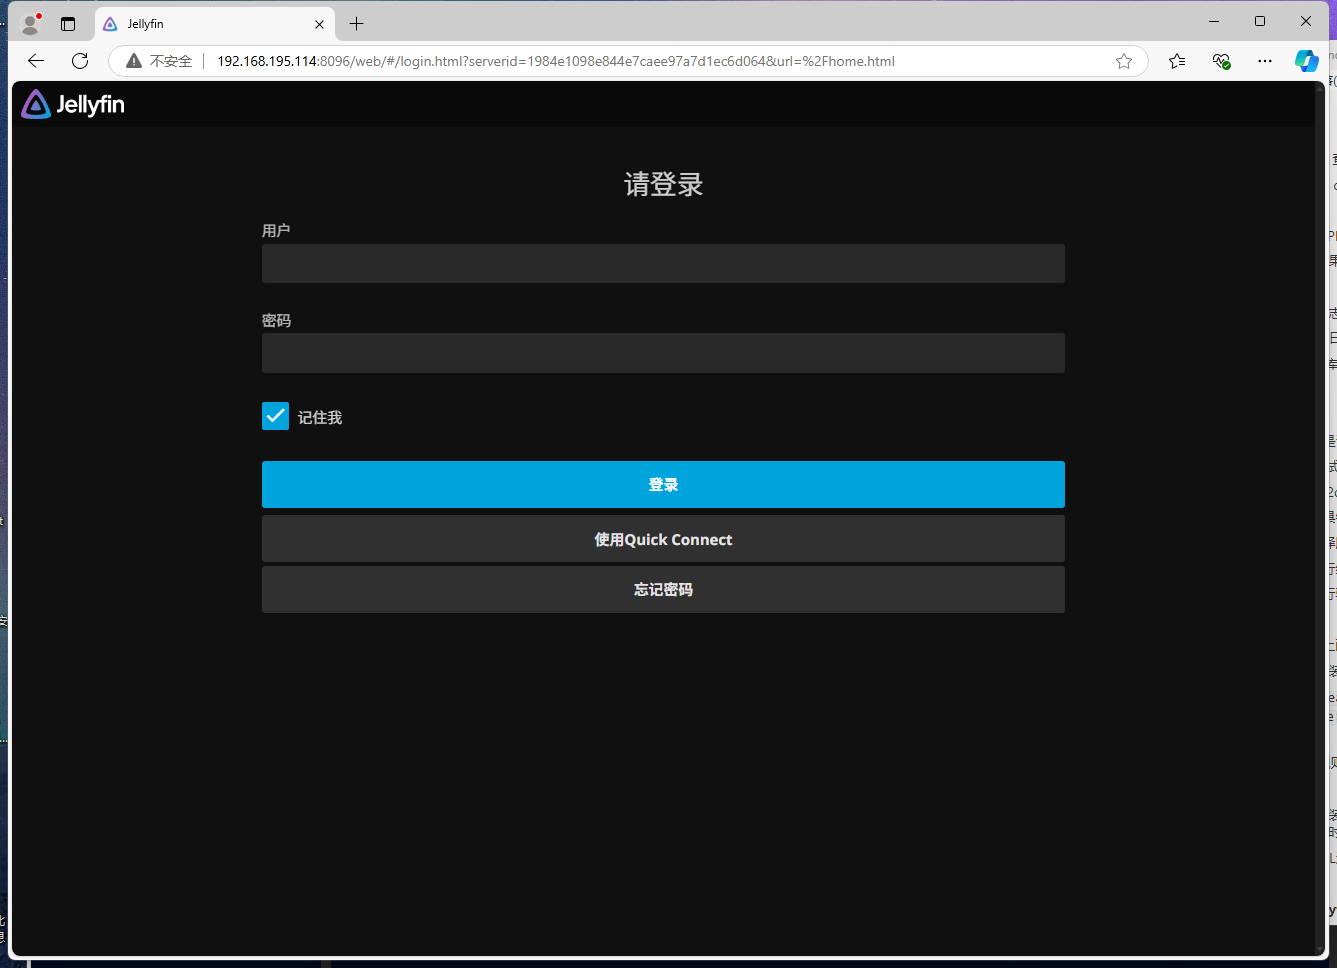 Jellyfin
不安全
192.168.195.114:8096/web/#/login.html?serverid=1984e1098e844e7caee97a7d1ec6d064&url=%2Fhome.html
Jellyfin
请登录
用户
密码
记住我
登录
使用Quick Connect
忘记密码